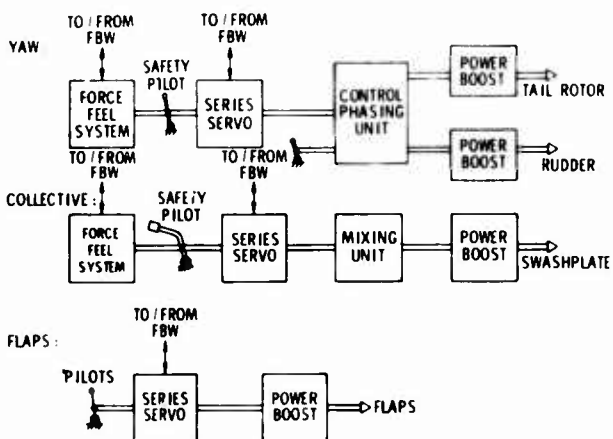 TO / FROM
FBW
TO / FROM
FBW
YAW
SAFETY
PILOT
FORCE
FEEL
SYSTEM
SERIES
SERVO
CONTROL
PHASING
UNIT
POWER
BOOST
TAIL ROTOR
POWER
BOOST
RUDDER
TO / FROM
FBW
TO / FROM
FBW
COLLECTIVE :
SAFETY
PILOT
FORCE
FEEL
SYSTEM
SERIES
SERVO
MIXING
UNIT
POWER
BOOST
SWASHPLATE
TO / FROM
FBW
FLAPS :
PILOTS
SERIES
SERVO
POWER
BOOST
FLAPS